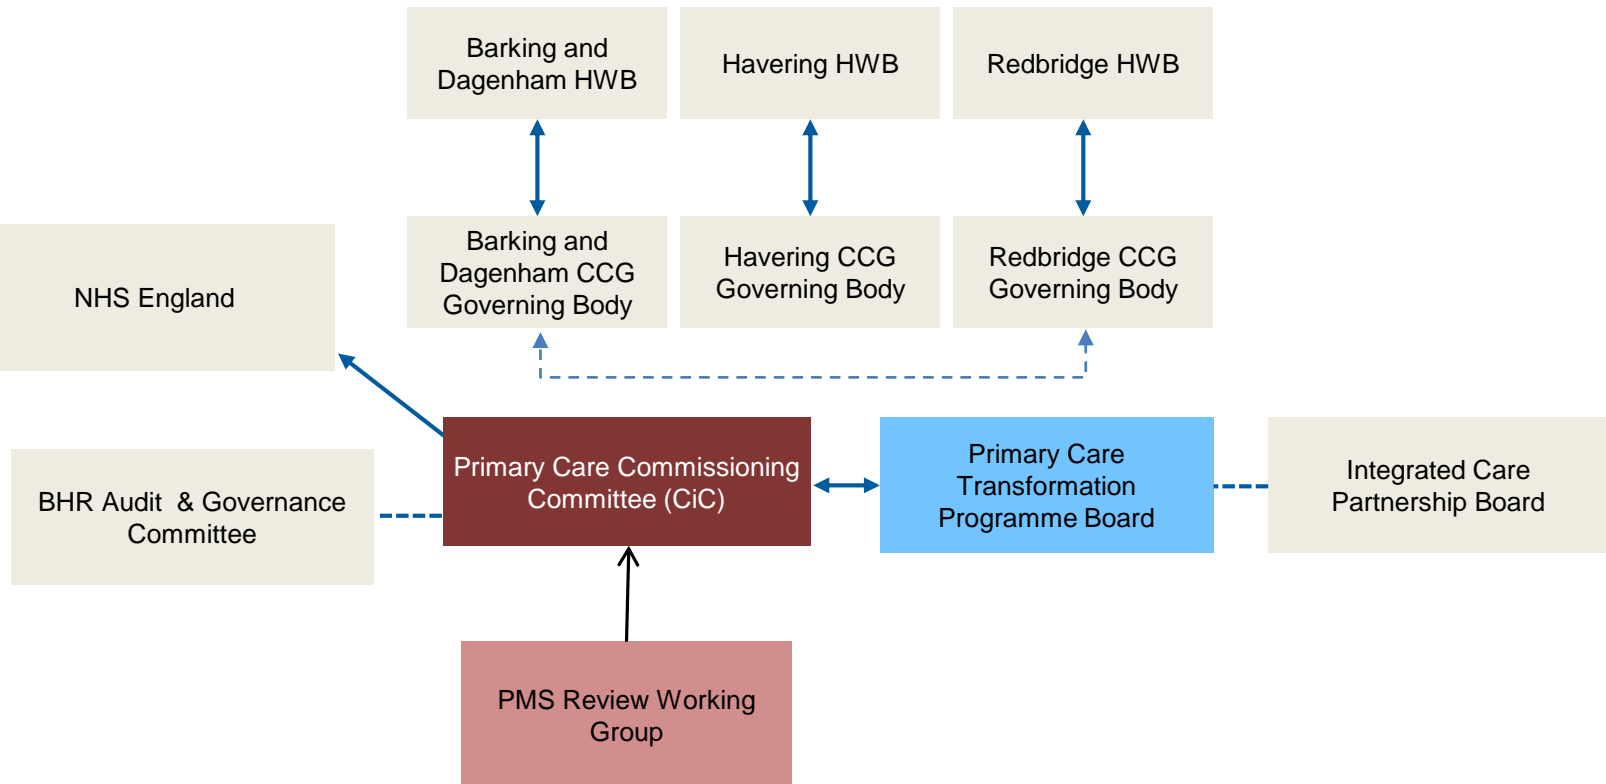 Barking and
Dagenham HWB
Havering HWB
Redbridge HWB
Barking and
Dagenham CCG
Governing Body
Havering CCG
Governing Body
Redbridge CCG
Governing Body
NHS England
Primary Care Commissioning
Committee (CiC)
Primary Care
Transformation
Programme Board
Integrated Care
Partnership Board
BHR Audit & Governance
Committee
PMS Review Working
Group